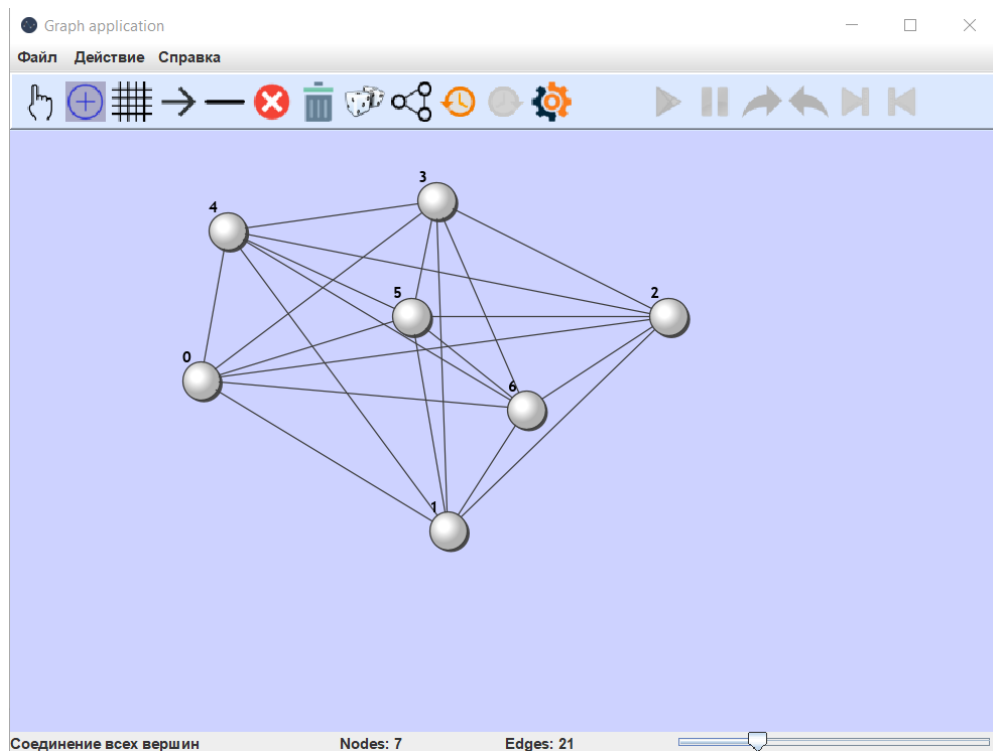 Graph application
Файл Действие Справка
3
4
5
2
0
6
1
Соединение всех вершин Nodes: 7 Edges: 21